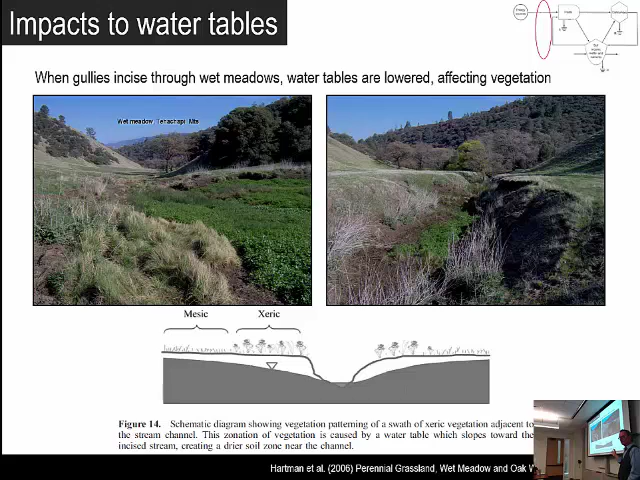 Impacts to water tables
When gullies incise through wet meadows, water tables are lowered, affecting vegetation
Wet meadow, Tehachapi Mts
Mesic Xeric
Figure 14. Schematic diagram showing vegetation patterning of a swath of xeric vegetation adjacent to
the stream channel. This zonation of vegetation is caused by a water table which slopes toward the
incised stream, creating a drier soil zone near the channel.
Hartman et al. (2006) Perennial Grassland, Wet Meadow and Oak W